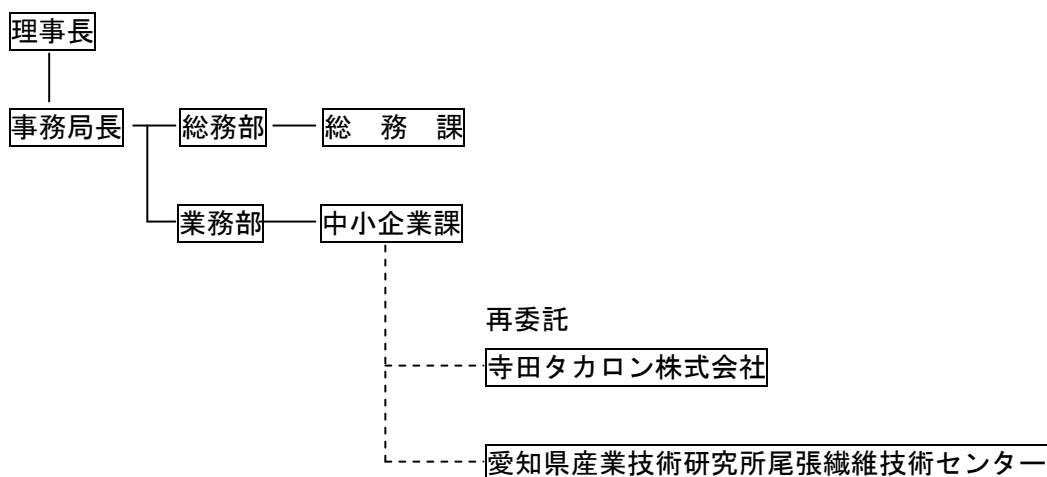 理事長
事務局長 総務部 総　務　課
業務部 中小企業課
再委託
寺田タカロン株式会社
愛知県産業技術研究所尾張繊維技術センター